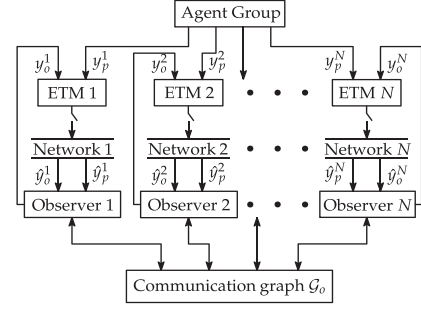 Agent Group
y_o^1 y_p^1 y_o^2 y_p^2 y_p^N y_o^N
ETM 1 ETM 2 ETM N
Network 1 Network 2 Network N
ŷ_o^1 ŷ_p^1 ŷ_o^2 ŷ_p^2 ŷ_p^N ŷ_o^N
Observer 1 Observer 2 Observer N
Communication graph 𝒢_o